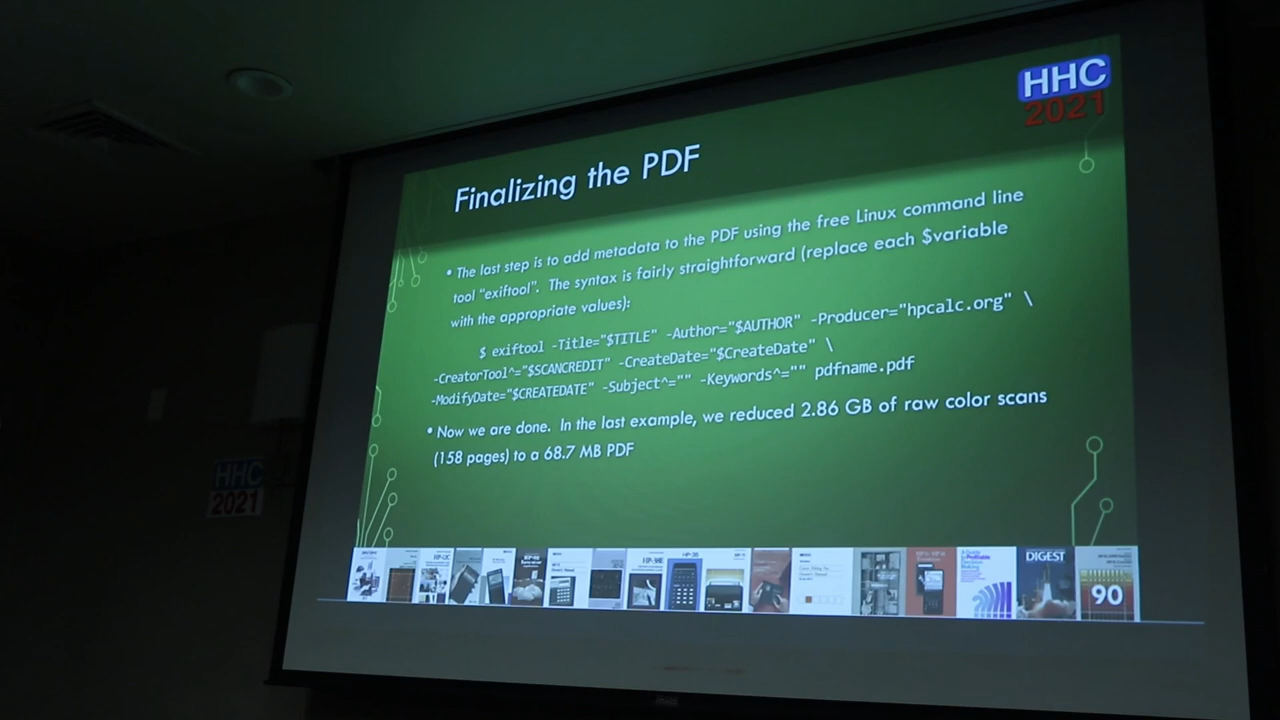 HHC
2021
Finalizing the PDF
• The last step is to add metadata to the PDF using the free Linux command line
tool "exiftool". The syntax is fairly straightforward (replace each $variable
with the appropriate values):
$ exiftool -Title="$TITLE" -Author="$AUTHOR" -Producer="hpcalc.org" \
-CreatorTool^="$SCANCREDIT" -CreateDate="$CreateDate" \
-ModifyDate="$CREATEDATE" -Subject^="" -Keywords^="" pdfname.pdf
• Now we are done. In the last example, we reduced 2.86 GB of raw color scans
(158 pages) to a 68.7 MB PDF
HHC
2021
DIGEST
90